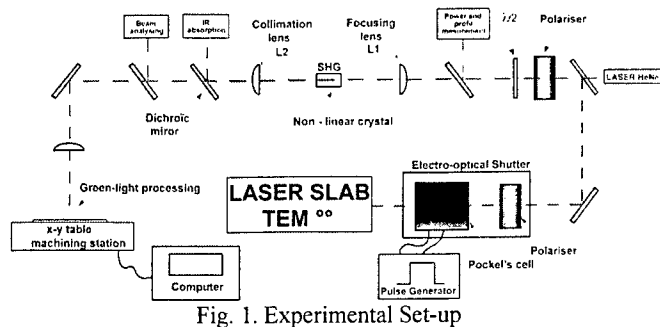 Beam analysing
IR absorption
Collimation lens L2
SHG
Focusing lens L1
Power and profil measurement
λ/2
Polariser
LASER HeNe
Dichroïc miror
Non - linear crystal
Green-light processing
x-y table machining station
Computer
LASER SLAB
TEM °°
Electro-optical Shutter
Polariser
Pockel's cell
Pulse Generator
Fig. 1. Experimental Set-up